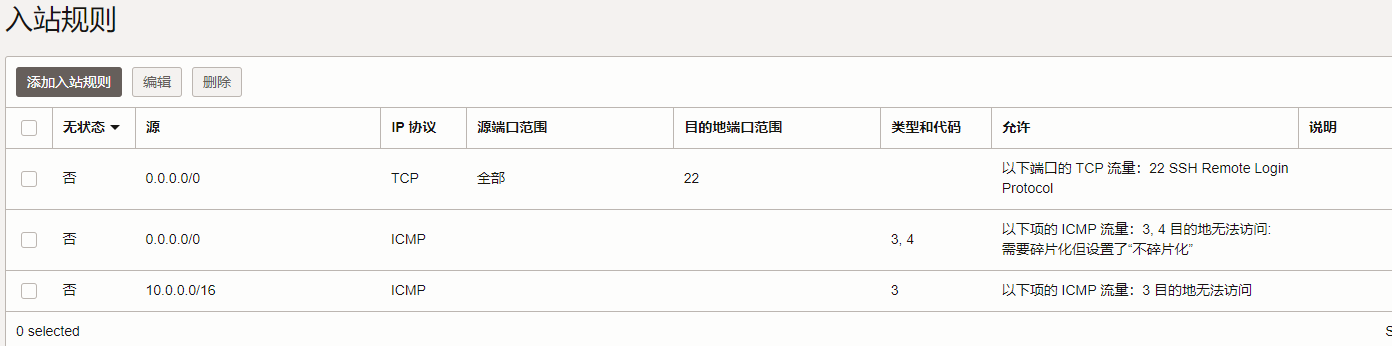 入站规则
添加入站规则 编辑 删除
无状态 源 IP 协议 源端口范围 目的地端口范围 类型和代码 允许 说明
否 0.0.0.0/0 TCP 全部 22 以下端口的 TCP 流量：22 SSH Remote Login
Protocol
否 0.0.0.0/0 ICMP 3, 4 以下项的 ICMP 流量：3, 4 目的地无法访问:
需要碎片化但设置了“不碎片化”
否 10.0.0.0/16 ICMP 3 以下项的 ICMP 流量：3 目的地无法访问
0 selected